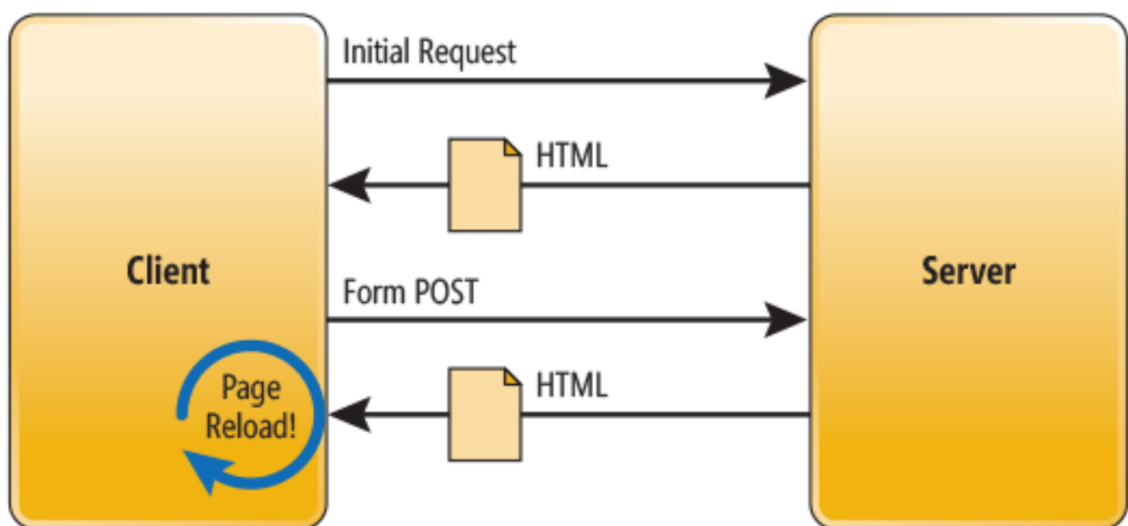 Initial Request
HTML
Client
Server
Form POST
HTML
Page
Reload!